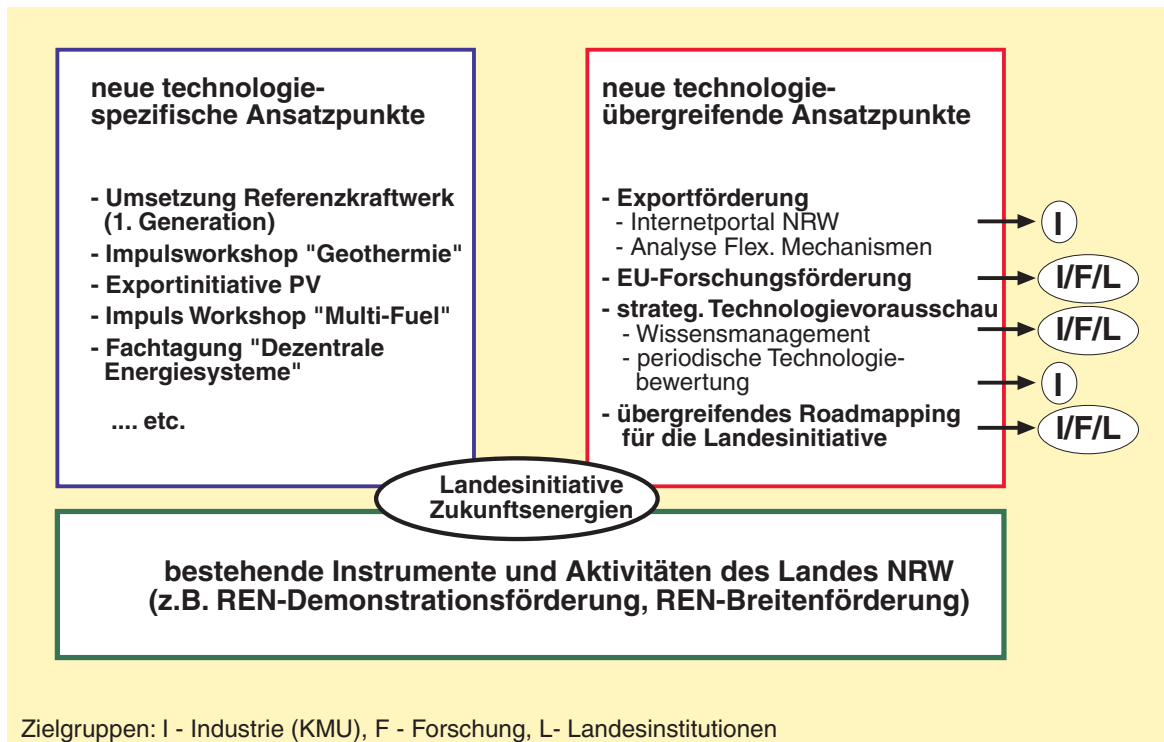 neue technologie-
spezifische Ansatzpunkte
- Umsetzung Referenzkraftwerk
(1. Generation)
- Impulsworkshop "Geothermie"
- Exportinitiative PV
- Impuls Workshop "Multi-Fuel"
- Fachtagung "Dezentrale
Energiesysteme"
.... etc.
neue technologie-
übergreifende Ansatzpunkte
- Exportförderung
- Internetportal NRW
I
- Analyse Flex. Mechanismen
- EU-Forschungsförderung
I/F/L
- strateg. Technologievorausschau
- Wissensmanagement
I/F/L
- periodische Technologie-
bewertung
I
- übergreifendes Roadmapping
für die Landesinitiative
I/F/L
Landesinitiative
Zukunftsenergien
bestehende Instrumente und Aktivitäten des Landes NRW
(z.B. REN-Demonstrationsförderung, REN-Breitenförderung)
Zielgruppen: I - Industrie (KMU), F - Forschung, L- Landesinstitutionen